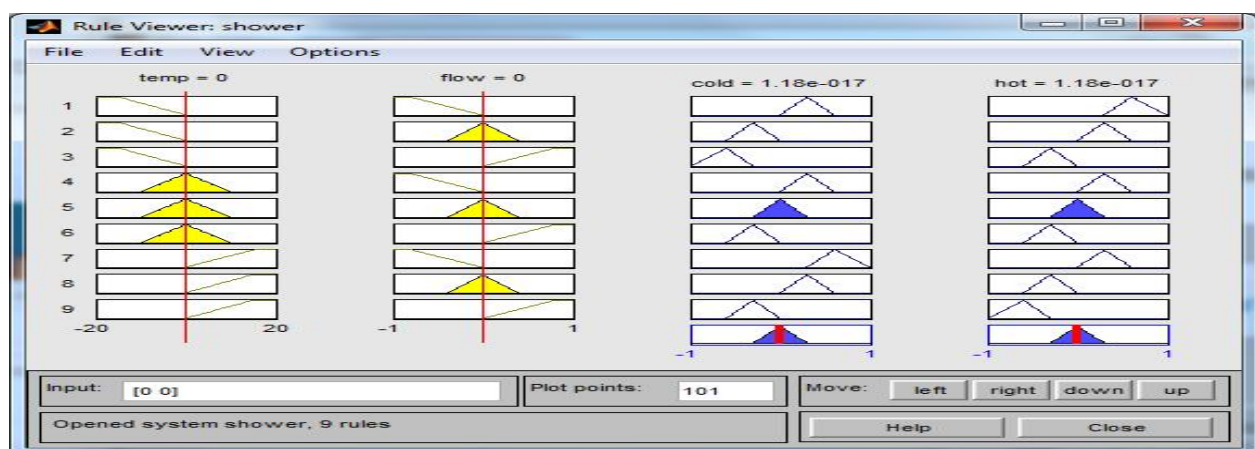 Rule Viewer: shower
File Edit View Options
temp = 0 flow = 0 cold = 1.18e-017 hot = 1.18e-017
1
2
3
4
5
6
7
8
9
-20 20 -1 1
-1 1 -1 1
Input: [0 0] Plot points: 101 Move: left right down up
Opened system shower, 9 rules Help Close